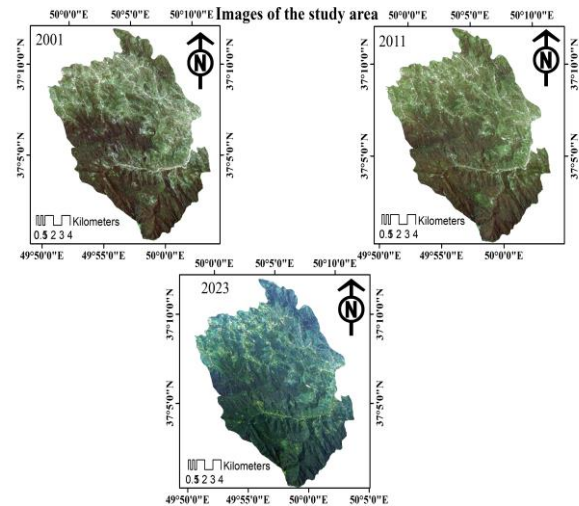 Images of the study area
50°0'0"E 50°5'0"E 50°10'0"E
2001
N
37°10'0"N
37°5'0"N
37°10'0"N
37°5'0"N
Kilometers
0.5 2 3 4
49°50'0"E 49°55'0"E 50°0'0"E
50°0'0"E 50°5'0"E 50°10'0"E
2011
N
37°10'0"N
37°5'0"N
37°10'0"N
37°5'0"N
Kilometers
0.5 2 3 4
49°50'0"E 49°55'0"E 50°0'0"E
50°0'0"E 50°5'0"E 50°10'0"E
2023
N
37°10'0"N
37°5'0"N
37°10'0"N
37°5'0"N
Kilometers
0.5 2 3 4
49°50'0"E 49°55'0"E 50°0'0"E 50°5'0"E